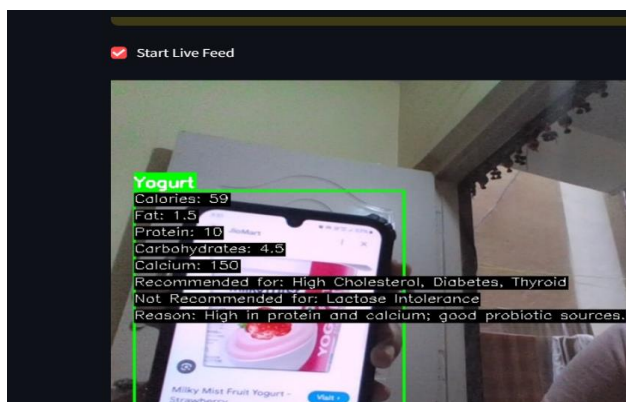 Start Live Feed
Yogurt
Calories: 59
Fat: 1.5
Protein: 10
JioMart
Carbohydrates: 4.5
Calcium: 150
Recommended for: High Cholesterol, Diabetes, Thyroid
Not Recommended for: Lactose Intolerance
Reason: High in protein and calcium; good probiotic sources.
YOG
Milky Mist Fruit Yogurt -
Strawberry
Visit ›